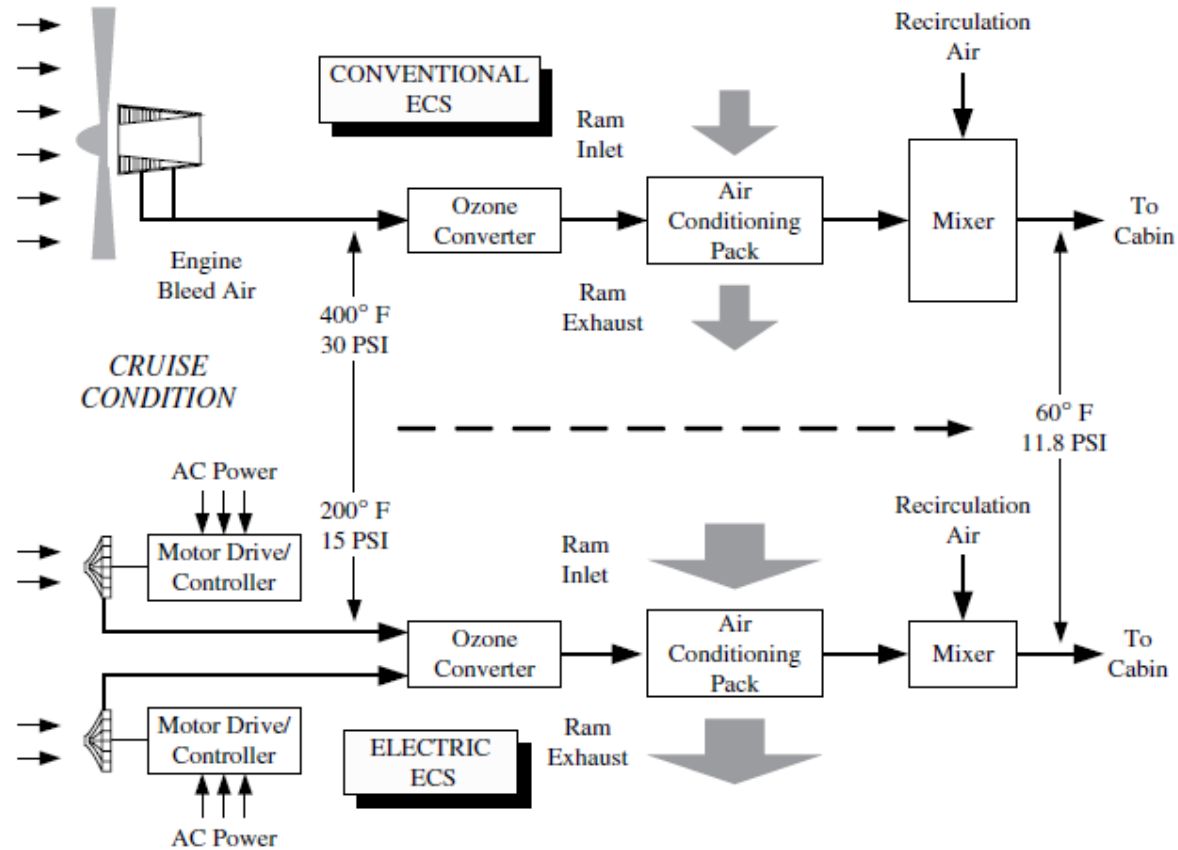 Recirculation
Air
CONVENTIONAL
ECS
Ram
Inlet
Ozone
Converter
Air
Conditioning
Pack
Mixer
To
Cabin
Engine
Bleed Air
Ram
Exhaust
400° F
30 PSI
CRUISE
CONDITION
60° F
11.8 PSI
AC Power
200° F
15 PSI
Recirculation
Air
Motor Drive/
Controller
Ram
Inlet
Ozone
Converter
Air
Conditioning
Pack
Mixer
To
Cabin
Motor Drive/
Controller
ELECTRIC
ECS
Ram
Exhaust
AC Power